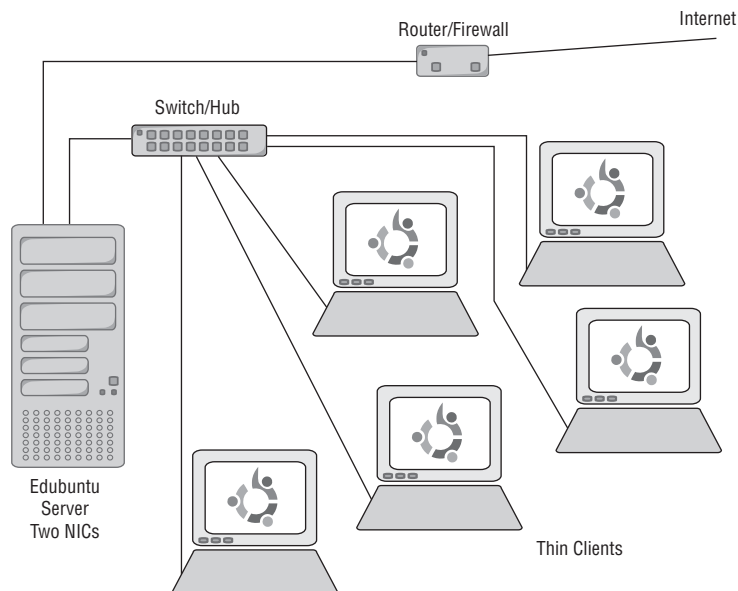 Internet
Router/Firewall
Switch/Hub
Edubuntu
Server
Two NICs
Thin Clients